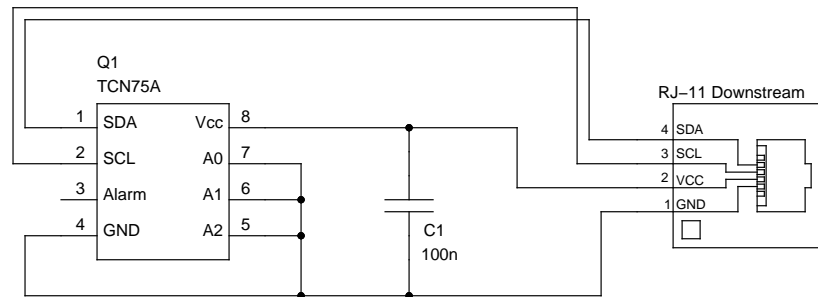 Q1
TCN75A
1 SDA Vcc 8
2 SCL A0 7
3 Alarm A1 6
4 GND A2 5
C1
100n
RJ−11 Downstream
4 SDA
3 SCL
2 VCC
1 GND